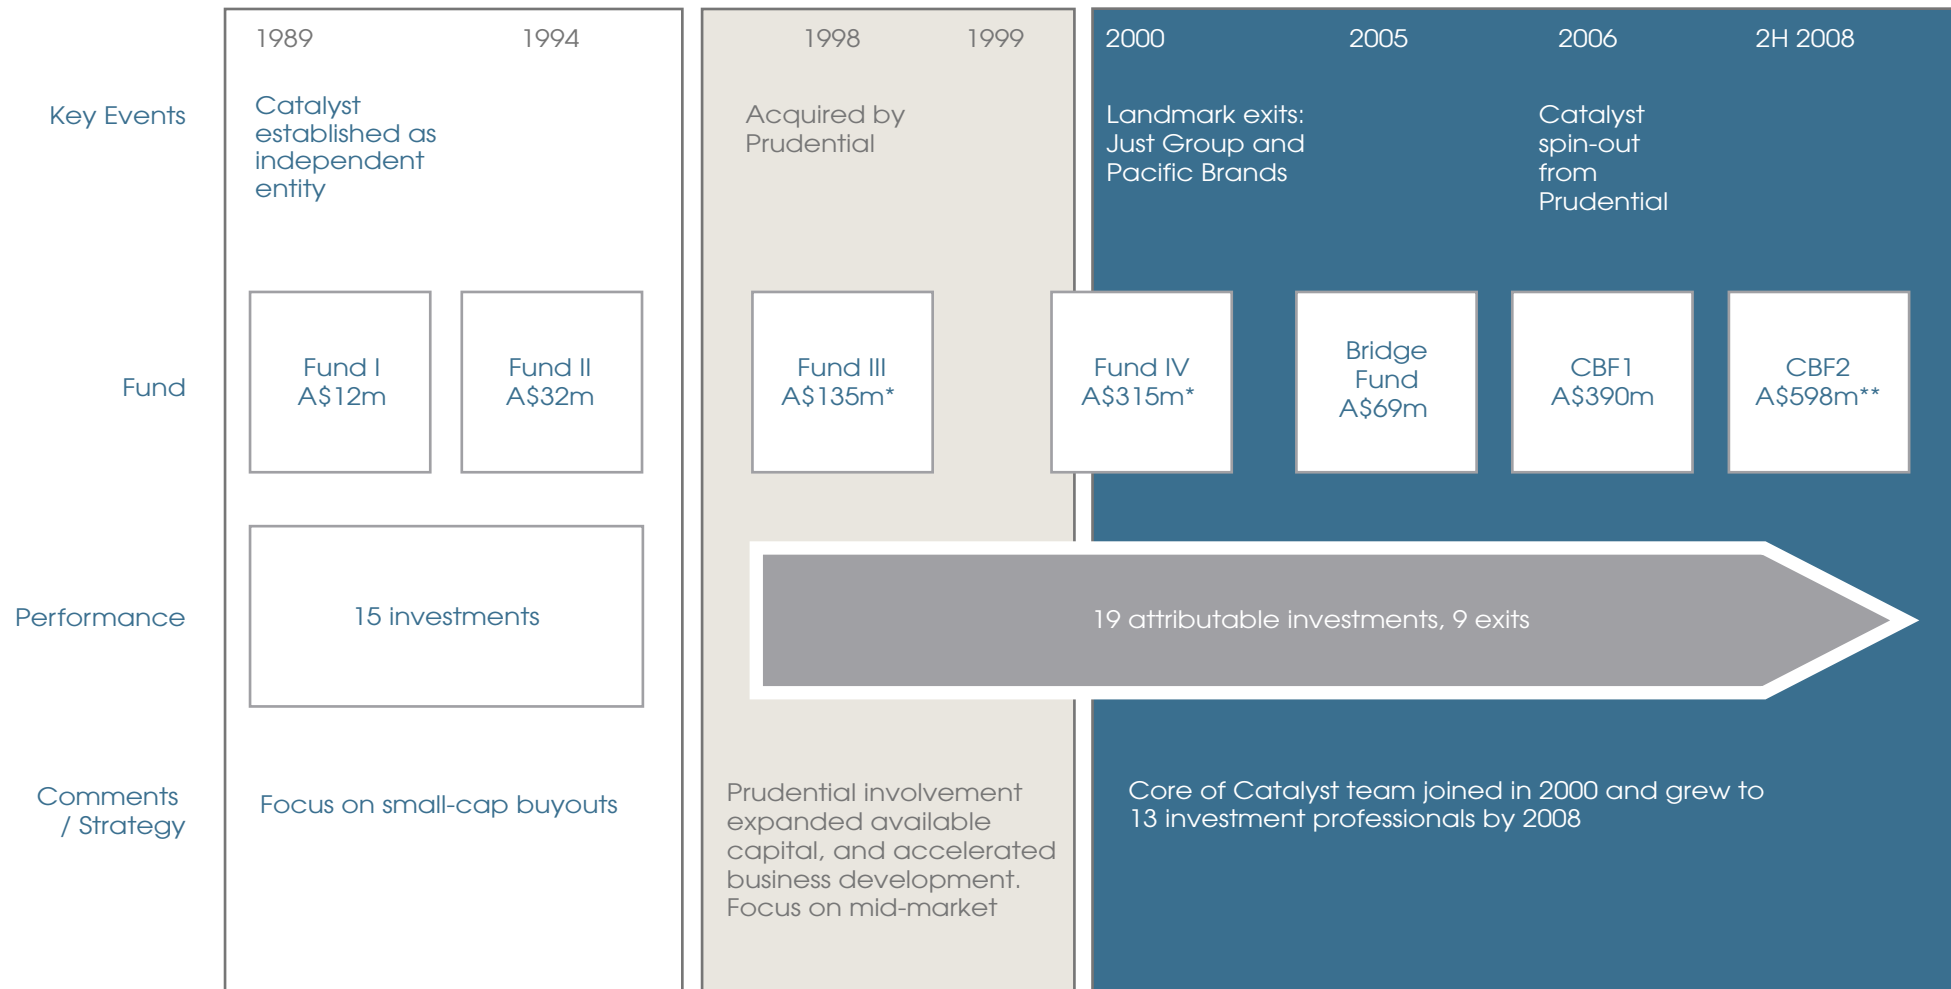 1989
1994
1998
1999
2000
2005
2006
2H 2008
Key Events
Catalyst
established as
independent
entity
Acquired by
Prudential
Landmark exits:
Just Group and
Pacific Brands
Catalyst
spin-out
from
Prudential
Fund
Fund I
A$12m
Fund II
A$32m
Fund III
A$135m*
Fund IV
A$315m*
Bridge
Fund
A$69m
CBF1
A$390m
CBF2
A$598m**
Performance
15 investments
19 attributable investments, 9 exits
Comments
/ Strategy
Focus on small-cap buyouts
Prudential involvement
expanded available
capital, and accelerated
business development.
Focus on mid-market
Core of Catalyst team joined in 2000 and grew to
13 investment professionals by 2008